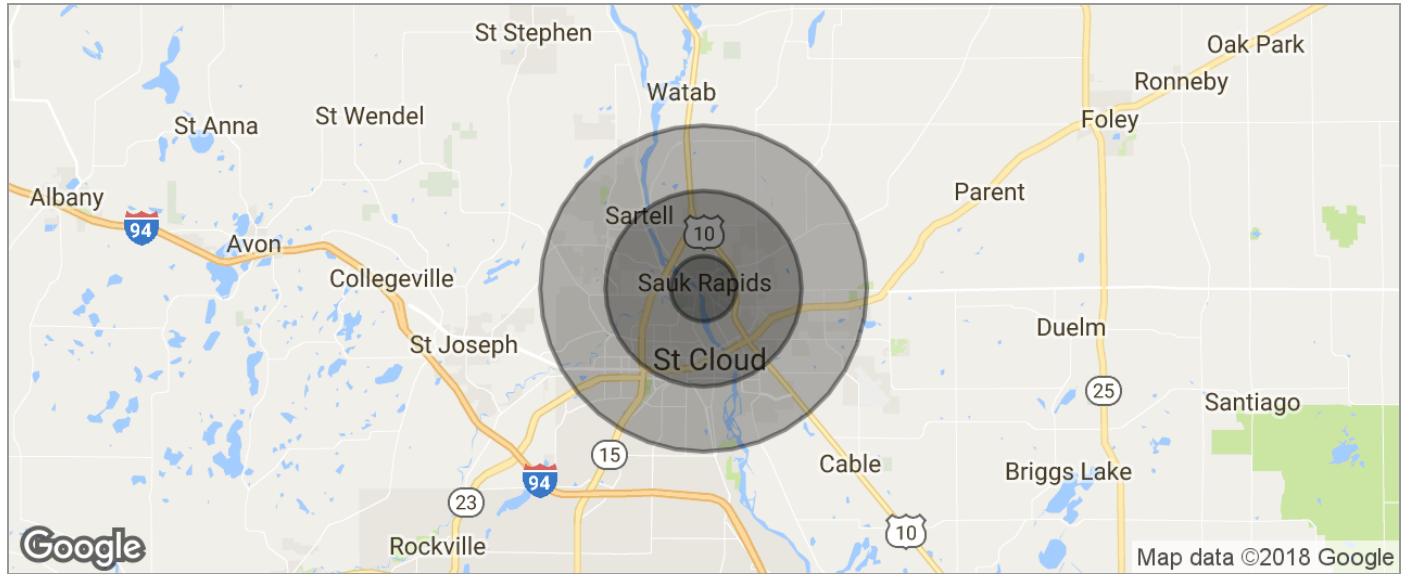 St Stephen
Oak Park
Ronneby
Watab
St Wendel
Foley
St Anna
Albany
Parent
Sartell
94
10
Avon
Collegeville
Sauk Rapids
Duelm
St Joseph
St Cloud
25
Santiago
15
Cable
Briggs Lake
94
23
10
Rockville
Google
Map data ©2018 Google